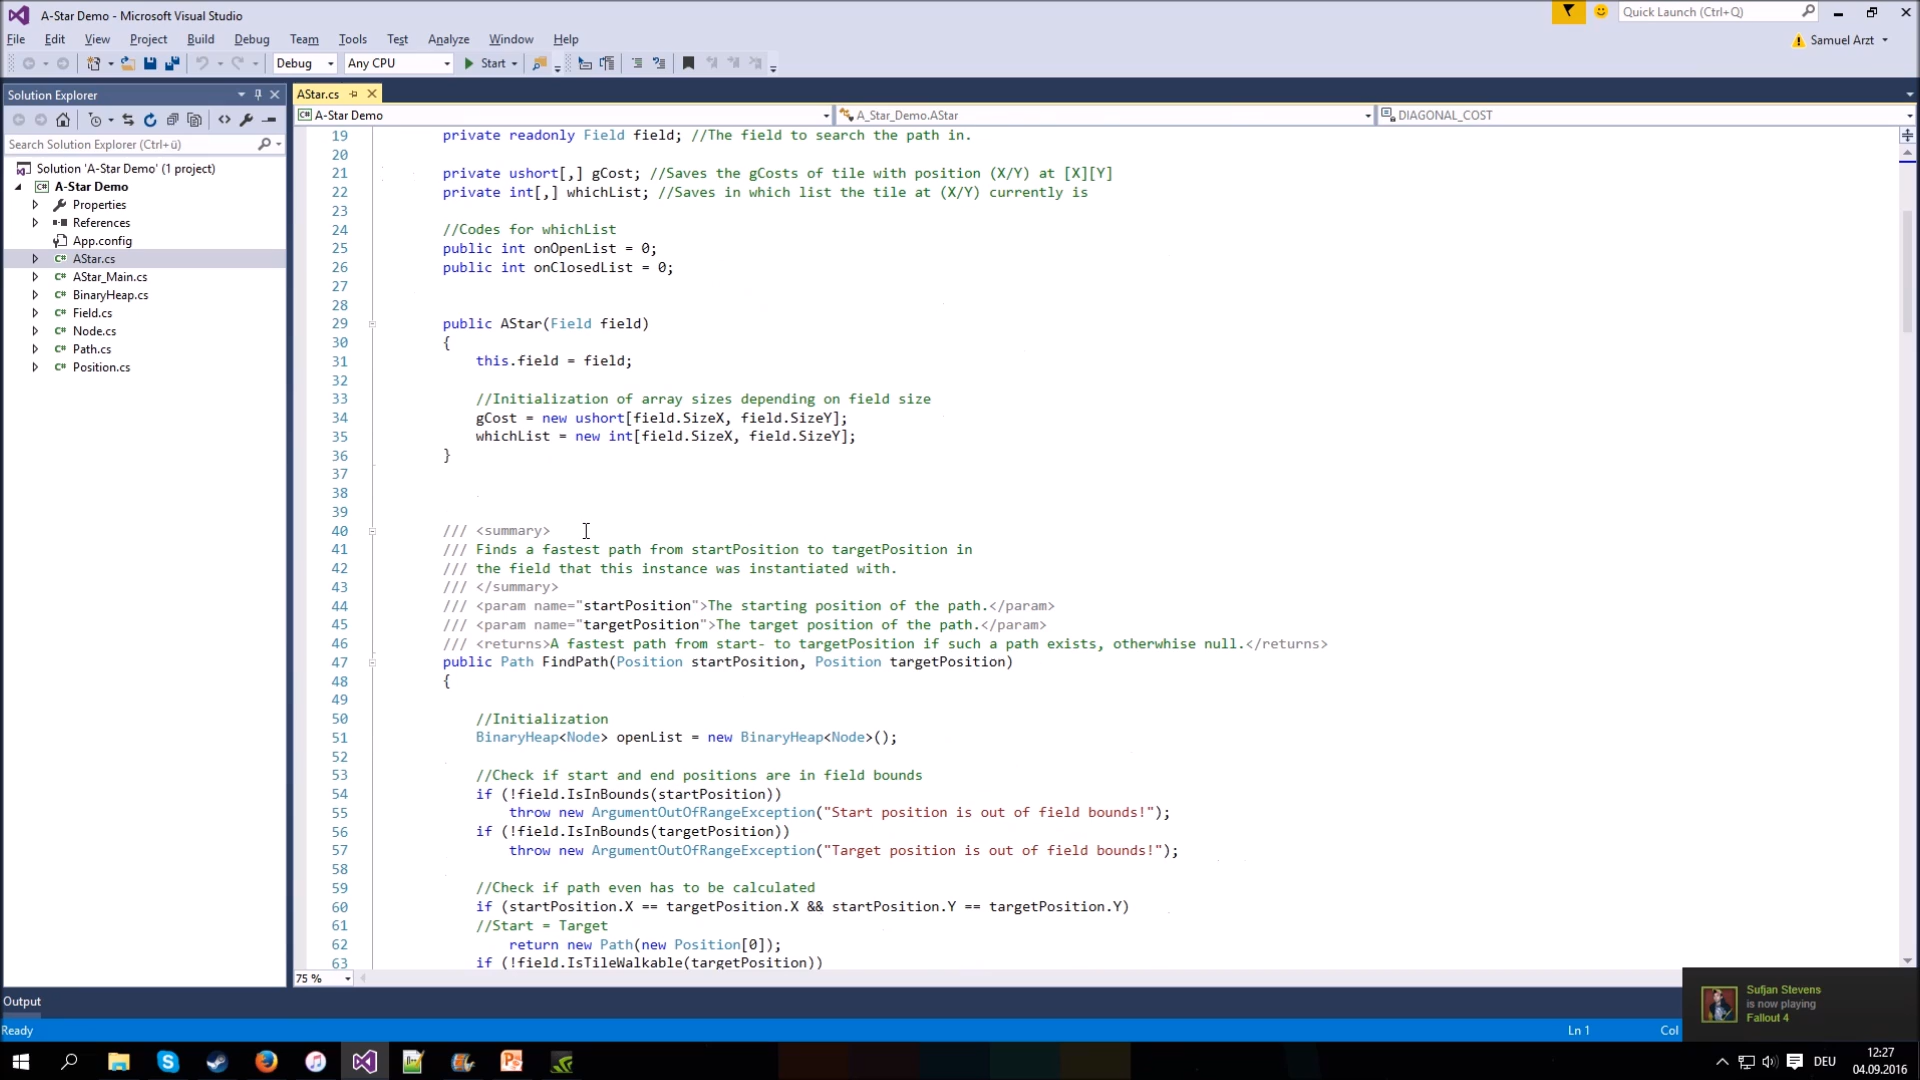 A-Star Demo - Microsoft Visual Studio
Quick Launch (Ctrl+Q)
File Edit View Project Build Debug Team Tools Test Analyze Window Help
Samuel Arzt
Debug Any CPU Start
Solution Explorer
AStar.cs
A-Star Demo A_Star_Demo.AStar DIAGONAL_COST
Search Solution Explorer (Ctrl+ü)
Solution 'A-Star Demo' (1 project)
A-Star Demo
Properties
References
App.config
AStar.cs
AStar_Main.cs
BinaryHeap.cs
Field.cs
Node.cs
Path.cs
Position.cs
19 private readonly Field field; //The field to search the path in.
20
21 private ushort[,] gCost; //Saves the gCosts of tile with position (X/Y) at [X][Y]
22 private int[,] whichList; //Saves in which list the tile at (X/Y) currently is
23
24 //Codes for whichList
25 public int onOpenList = 0;
26 public int onClosedList = 0;
27
28
29 public AStar(Field field)
30 {
31 this.field = field;
32
33 //Initialization of array sizes depending on field size
34 gCost = new ushort[field.SizeX, field.SizeY];
35 whichList = new int[field.SizeX, field.SizeY];
36 }
37
38
39
40 /// <summary>
41 /// Finds a fastest path from startPosition to targetPosition in
42 /// the field that this instance was instantiated with.
43 /// </summary>
44 /// <param name="startPosition">The starting position of the path.</param>
45 /// <param name="targetPosition">The target position of the path.</param>
46 /// <returns>A fastest path from start- to targetPosition if such a path exists, otherwhise null.</returns>
47 public Path FindPath(Position startPosition, Position targetPosition)
48 {
49
50 //Initialization
51 BinaryHeap<Node> openList = new BinaryHeap<Node>();
52
53 //Check if start and end positions are in field bounds
54 if (!field.IsInBounds(startPosition))
55 throw new ArgumentOutOfRangeException("Start position is out of field bounds!");
56 if (!field.IsInBounds(targetPosition))
57 throw new ArgumentOutOfRangeException("Target position is out of field bounds!");
58
59 //Check if path even has to be calculated
60 if (startPosition.X == targetPosition.X && startPosition.Y == targetPosition.Y)
61 //Start = Target
62 return new Path(new Position[0]);
63 if (!field.IsTileWalkable(targetPosition))
75 %
Output
Ready Ln 1 Col
Sufjan Stevens
is now playing
Fallout 4
DEU
12:27
04.09.2016